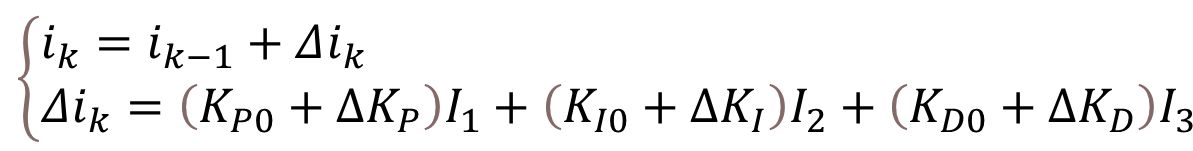 i_k = i_{k−1} + Δi_k
Δi_k = (K_{P0} + ΔK_P)I_1 + (K_{I0} + ΔK_I)I_2 + (K_{D0} + ΔK_D)I_3